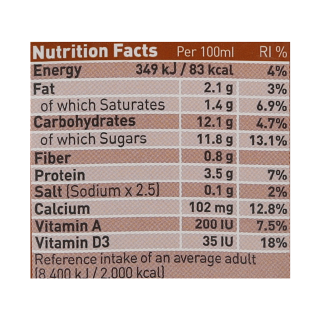 Nutrition Facts Per 100ml RI %
Energy 349 kJ / 83 kcal 4%
Fat 2.1 g 3%
of which Saturates 1.4 g 6.9%
Carbohydrates 12.1 g 4.7%
of which Sugars 11.8 g 13.1%
Fiber 0.8 g
Protein 3.5 g 7%
Salt (Sodium x 2.5) 0.1 g 2%
Calcium 102 mg 12.8%
Vitamin A 200 IU 7.5%
Vitamin D3 35 IU 18%
Reference intake of an average adult
(8,400 kJ / 2,000 kcal)